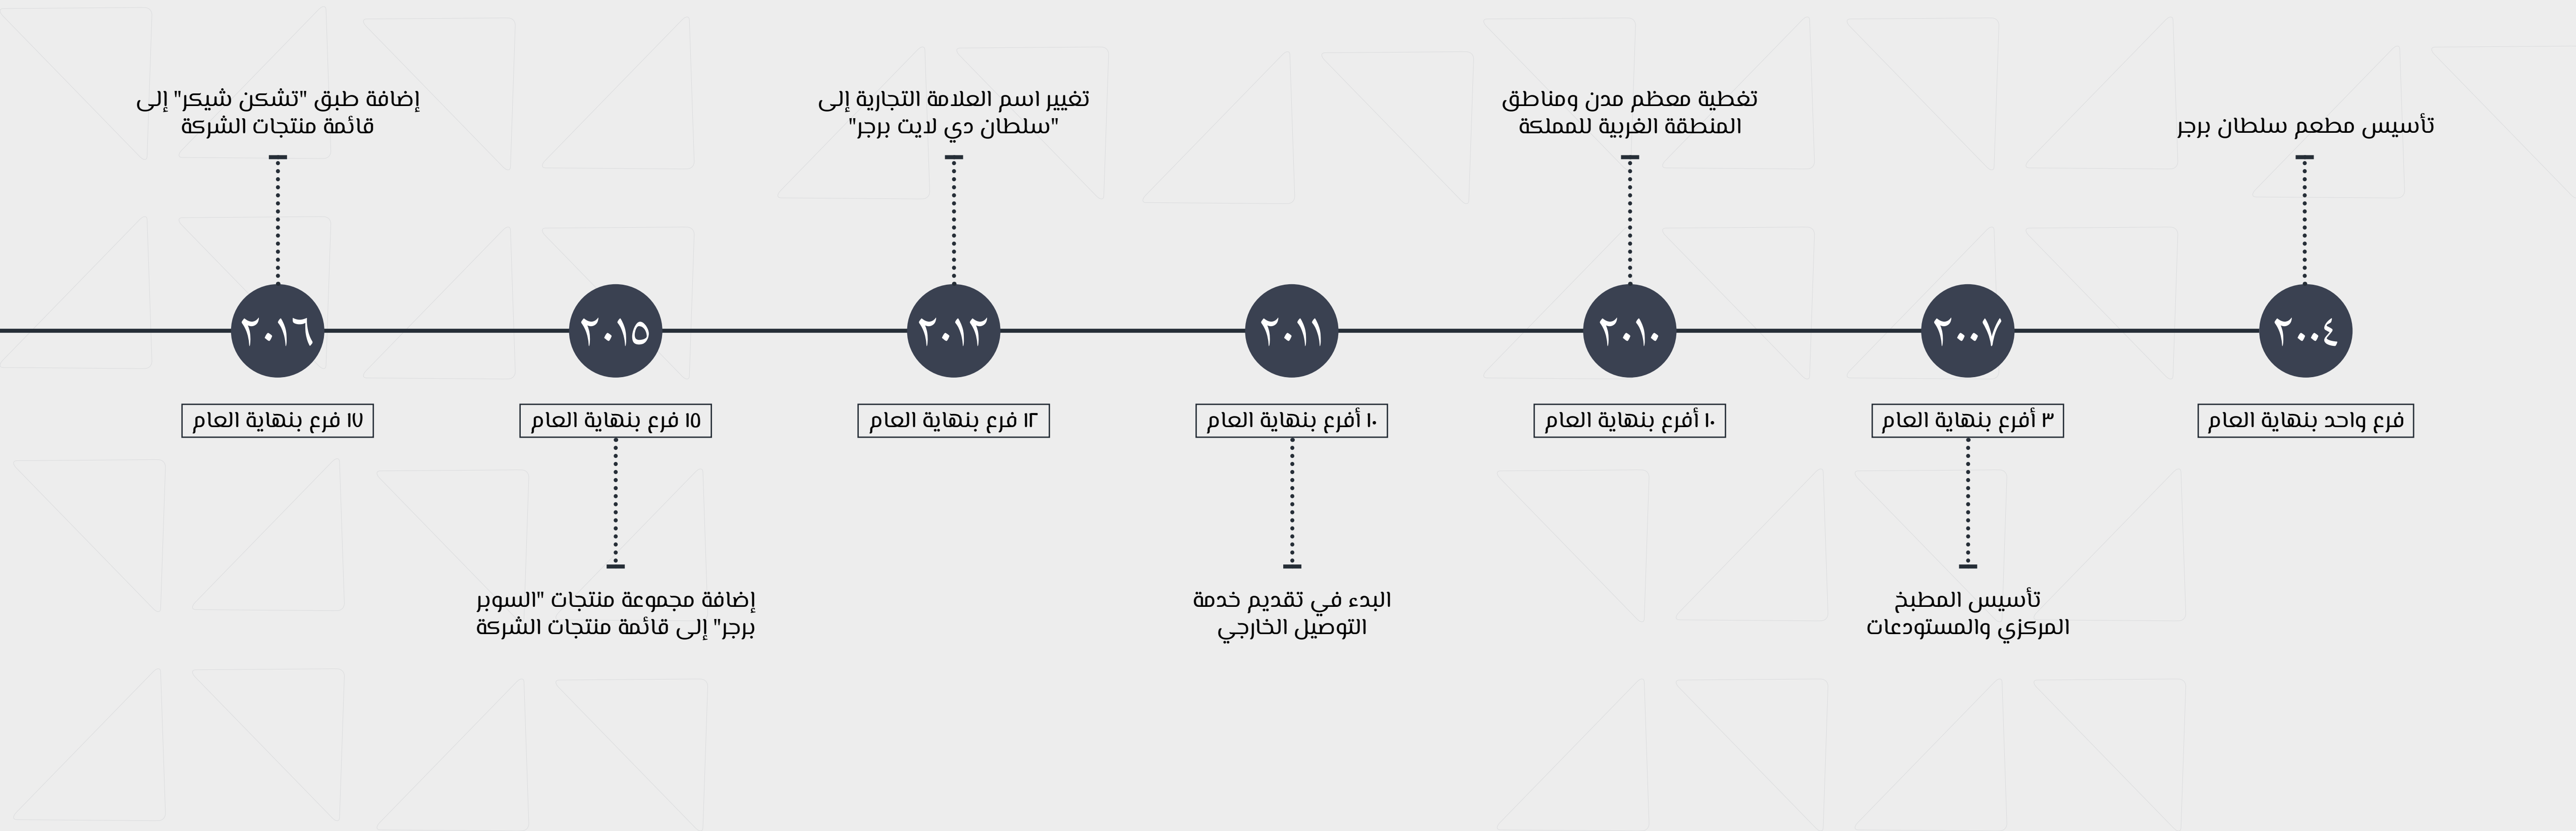 تأسيس مطعم سلطان برجر
٢٠٠٤
فرع واحد بنهاية العام
٢٠٠٧
٣ أفرع بنهاية العام
تأسيس المطبخ
المركزي والمستودعات
تغطية معظم مدن ومناطق
المنطقة الغربية للمملكة
٢٠١٠
١٠ أفرع بنهاية العام
٢٠١١
١٠ أفرع بنهاية العام
البدء في تقديم خدمة
التوصيل الخارجي
تغيير اسم العلامة التجارية إلى
"سلطان دي لايت برجر"
٢٠١٢
١٢ فرع بنهاية العام
٢٠١٥
١٥ فرع بنهاية العام
إضافة مجموعة منتجات "السوبر
برجر" إلى قائمة منتجات الشركة
إضافة طبق "تشكن شيكر" إلى
قائمة منتجات الشركة
٢٠١٦
١٧ فرع بنهاية العام